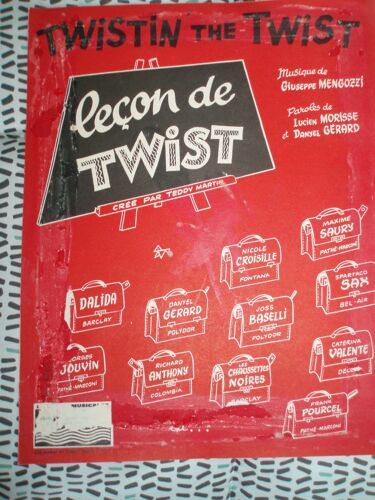 TWISTIN THE TWIST
Musique de
GIUSEPPE MENGOZZI
Paroles de
LUCIEN MORISSE
et DANYEL GÉRARD
leçon de
TWIST
CRÉÉ PAR TEDDY MARTIN
MAXIME
SAURY
PATHÉ-MARCONI
NICOLE
CROISILLE
FONTANA
SPARTACO
SAX
BEL-AIR
DALIDA
BARCLAY
DANYEL
GERARD
POLYDOR
JOSS
BASELLI
POLYDOR
CATERINA
VALENTE
DECCA
JOUVIN
PATHÉ-MARCONI
RICHARD
ANTHONY
COLUMBIA
LES
CHAUSSETTES
NOIRES
BARCLAY
FRANK
POURCEL
PATHÉ-MARCONI